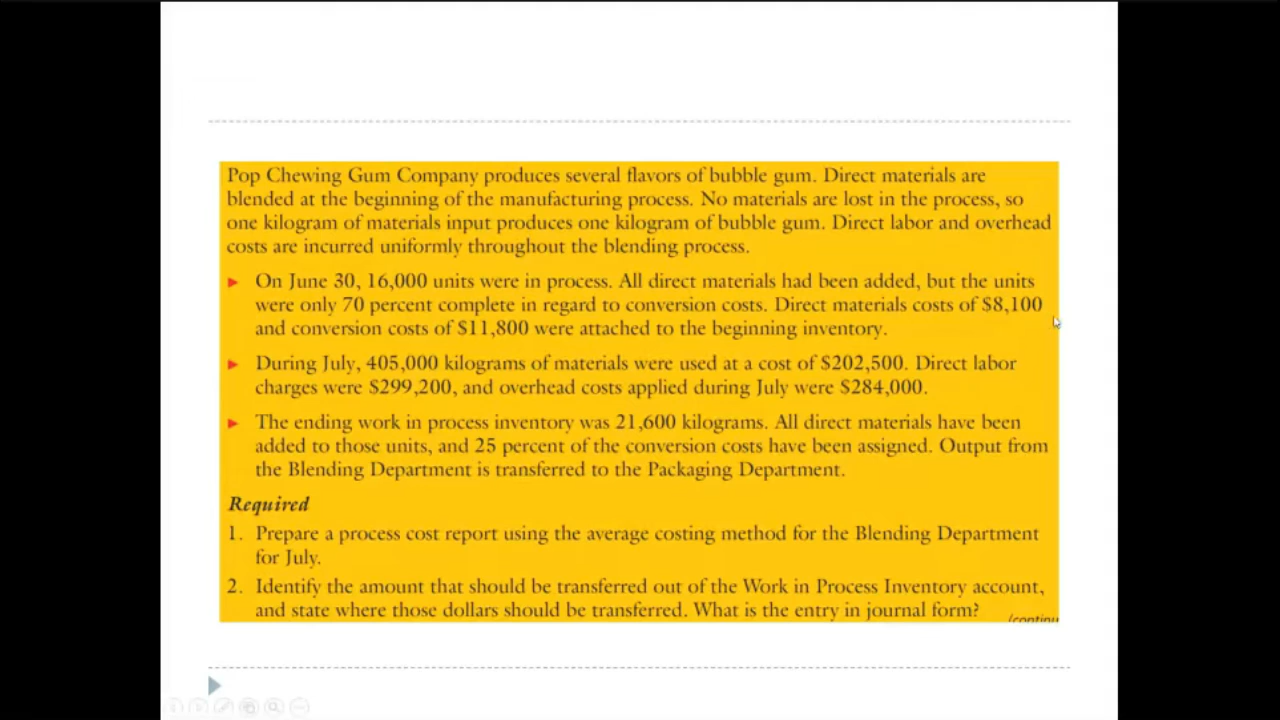 Pop Chewing Gum Company produces several flavors of bubble gum. Direct materials are
blended at the beginning of the manufacturing process. No materials are lost in the process, so
one kilogram of materials input produces one kilogram of bubble gum. Direct labor and overhead
costs are incurred uniformly throughout the blending process.
On June 30, 16,000 units were in process. All direct materials had been added, but the units
were only 70 percent complete in regard to conversion costs. Direct materials costs of $8,100
and conversion costs of $11,800 were attached to the beginning inventory.
During July, 405,000 kilograms of materials were used at a cost of $202,500. Direct labor
charges were $299,200, and overhead costs applied during July were $284,000.
The ending work in process inventory was 21,600 kilograms. All direct materials have been
added to those units, and 25 percent of the conversion costs have been assigned. Output from
the Blending Department is transferred to the Packaging Department.
Required
1. Prepare a process cost report using the average costing method for the Blending Department
for July.
2. Identify the amount that should be transferred out of the Work in Process Inventory account,
and state where those dollars should be transferred. What is the entry in journal form?